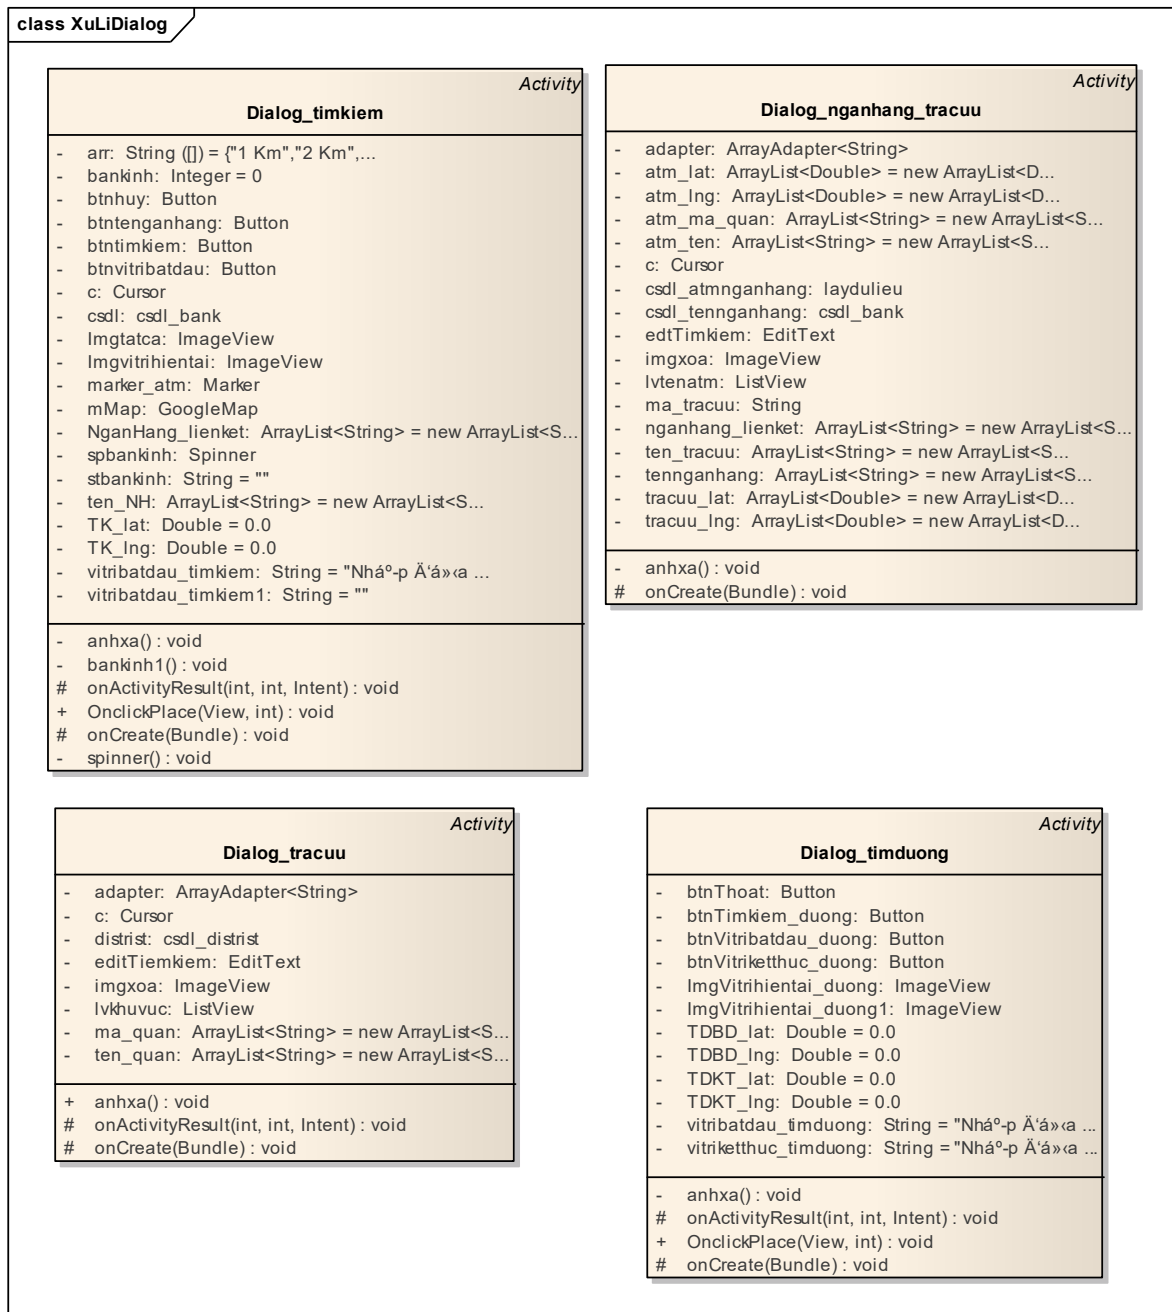 class XuLiDialog
Activity
Dialog_timkiem
- arr: String ([]) = {"1 Km","2 Km",...
- bankinh: Integer = 0
- btnhuy: Button
- btntenganhang: Button
- btntimkiem: Button
- btnvitribatdau: Button
- c: Cursor
- csdl: csdl_bank
- Imgtatca: ImageView
- Imgvitrihientai: ImageView
- marker_atm: Marker
- mMap: GoogleMap
- NganHang_lienket: ArrayList<String> = new ArrayList<S...
- spbankinh: Spinner
- stbankinh: String = ""
- ten_NH: ArrayList<String> = new ArrayList<S...
- TK_lat: Double = 0.0
- TK_lng: Double = 0.0
- vitribatdau_timkiem: String = "Nháº-p Ä'á»‹a ...
- vitribatdau_timkiem1: String = ""
- anhxa() : void
- bankinh1() : void
# onActivityResult(int, int, Intent) : void
+ OnclickPlace(View, int) : void
# onCreate(Bundle) : void
- spinner() : void
Activity
Dialog_nganhang_tracuu
- adapter: ArrayAdapter<String>
- atm_lat: ArrayList<Double> = new ArrayList<D...
- atm_lng: ArrayList<Double> = new ArrayList<D...
- atm_ma_quan: ArrayList<String> = new ArrayList<S...
- atm_ten: ArrayList<String> = new ArrayList<S...
- c: Cursor
- csdl_atmnganhang: laydulieu
- csdl_tennganhang: csdl_bank
- edtTimkiem: EditText
- imgxoa: ImageView
- lvtenatm: ListView
- ma_tracuu: String
- nganhang_lienket: ArrayList<String> = new ArrayList<S...
- ten_tracuu: ArrayList<String> = new ArrayList<S...
- tennganhang: ArrayList<String> = new ArrayList<S...
- tracuu_lat: ArrayList<Double> = new ArrayList<D...
- tracuu_lng: ArrayList<Double> = new ArrayList<D...
- anhxa() : void
# onCreate(Bundle) : void
Activity
Dialog_tracuu
- adapter: ArrayAdapter<String>
- c: Cursor
- distrist: csdl_distrist
- editTiemkiem: EditText
- imgxoa: ImageView
- lvkhuvuc: ListView
- ma_quan: ArrayList<String> = new ArrayList<S...
- ten_quan: ArrayList<String> = new ArrayList<S...
+ anhxa() : void
# onActivityResult(int, int, Intent) : void
# onCreate(Bundle) : void
Activity
Dialog_timduong
- btnThoat: Button
- btnTimkiem_duong: Button
- btnVitribatdau_duong: Button
- btnVitriketthuc_duong: Button
- ImgVitrihientai_duong: ImageView
- ImgVitrihientai_duong1: ImageView
- TDBD_lat: Double = 0.0
- TDBD_lng: Double = 0.0
- TDKT_lat: Double = 0.0
- TDKT_lng: Double = 0.0
- vitribatdau_timduong: String = "Nháº-p Ä'á»‹a ...
- vitriketthuc_timduong: String = "Nháº-p Ä'á»‹a ...
- anhxa() : void
# onActivityResult(int, int, Intent) : void
+ OnclickPlace(View, int) : void
# onCreate(Bundle) : void